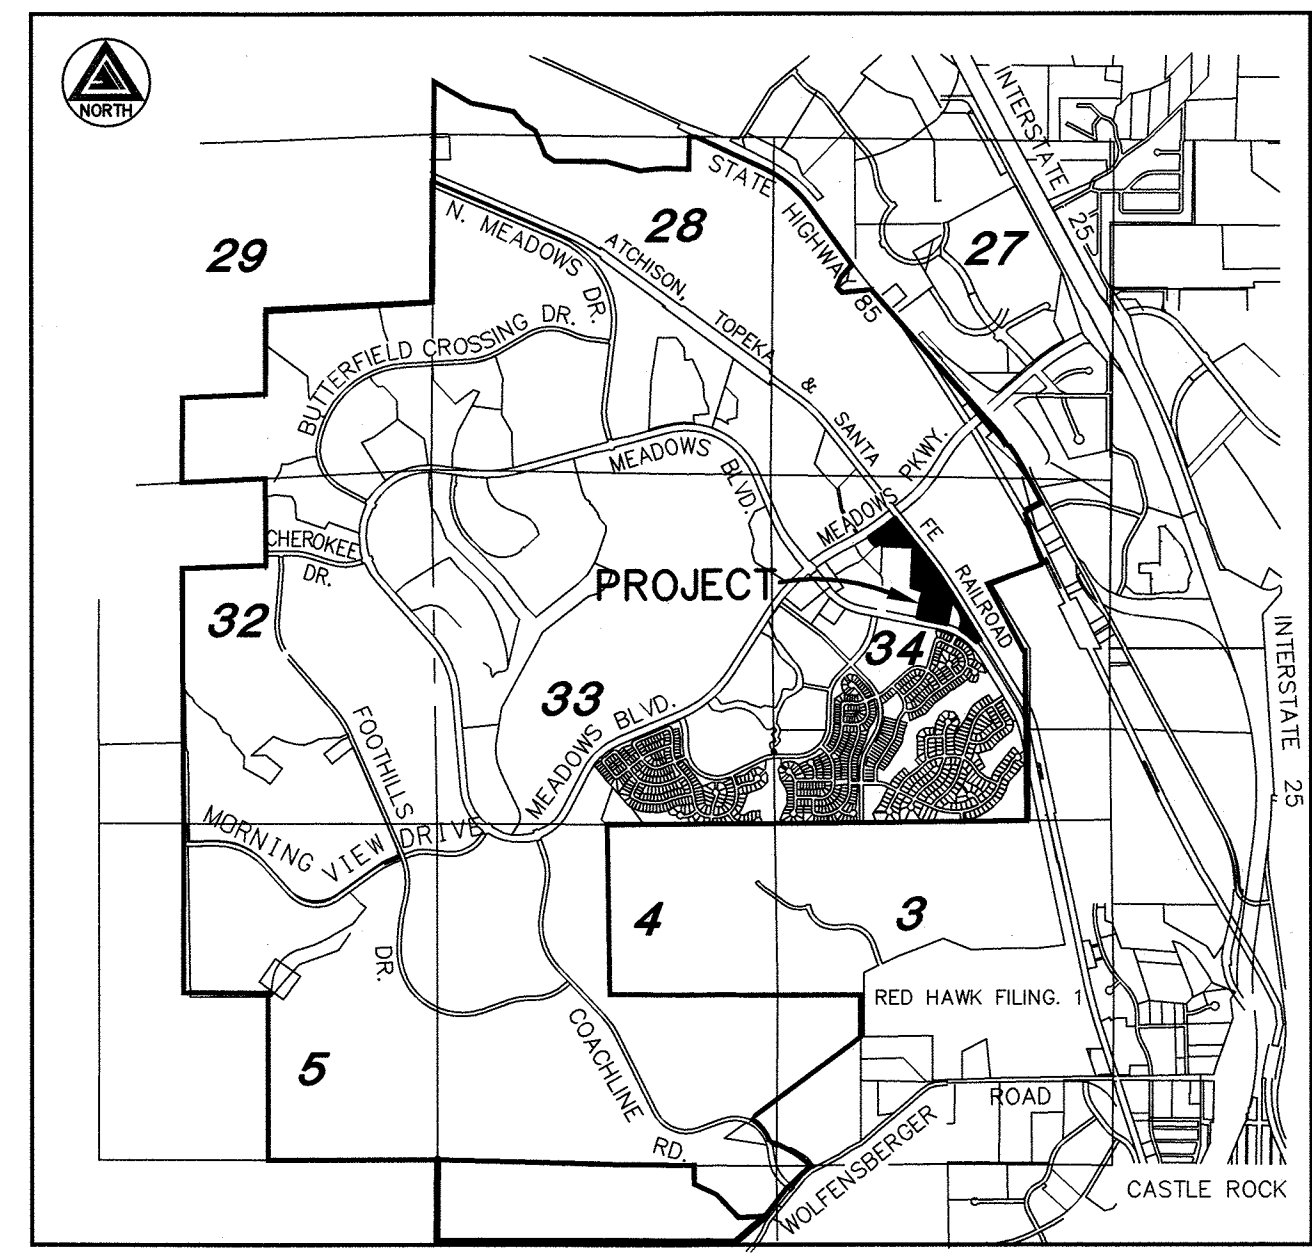 NORTH
INTERSTATE 25
STATE HIGHWAY 85
N. MEADOWS DR.
28
27
29
ATCHISON, TOPEKA & SANTA FE RAILROAD
BUTTERFIELD CROSSING DR.
MEADOWS BLVD.
MEADOWS PKWY.
CHEROKEE
DR.
PROJECT
32
34
33
MEADOWS BLVD.
INTERSTATE 25
FOOTHILLS DR.
MORNING VIEW DRIVE
4
3
RED HAWK FILING. 1
5
COACHLINE RD.
WOLFENSBERGER ROAD
CASTLE ROCK